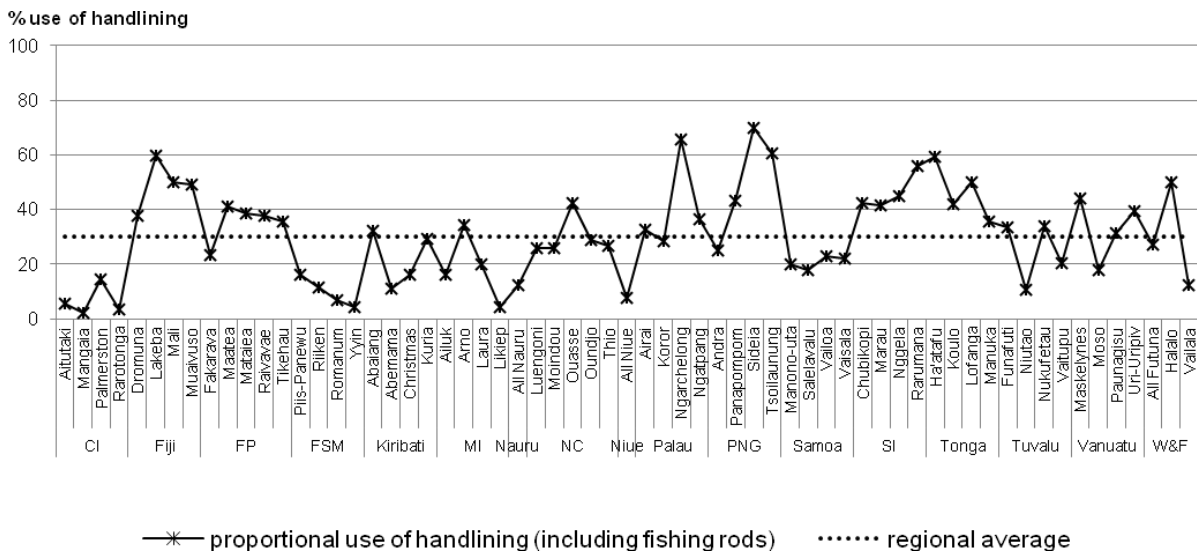 % use of handlining
100
80
60
40
20
0
Aitutaki
Mangaia
Palmerston
Rarotonga
Dromuna
Lakeba
Mali
Muaivuso
Fakarava
Maatea
Mataiea
Raivavae
Tikehau
Piis-Panewu
Riiken
Romanum
Yyin
Abaiang
Abemama
Christmas
Kuria
Ailuk
Arno
Laura
Likiep
All Nauru
Luengoni
Moindou
Ouasse
Oundjo
Thio
All Niue
Airai
Koror
Ngarchelong
Ngatpang
Andra
Panapompom
Sideia
Tsoilaunung
Manono-uta
Salelavalu
Vailoa
Vaisala
Chubikopi
Marau
Nggela
Rarumana
Ha'atafu
Koulo
Lofanga
Manuka
Funafuti
Niutao
Nukufetau
Vaitupu
Maskelynes
Moso
Paunagisu
Uri-Uripiv
All Futuna
Halalo
Vailala
CI Fiji FP FSM Kiribati MI Nauru NC Niue Palau PNG Samoa SI Tonga Tuvalu Vanuatu W&F
proportional use of handlining (including fishing rods) regional average